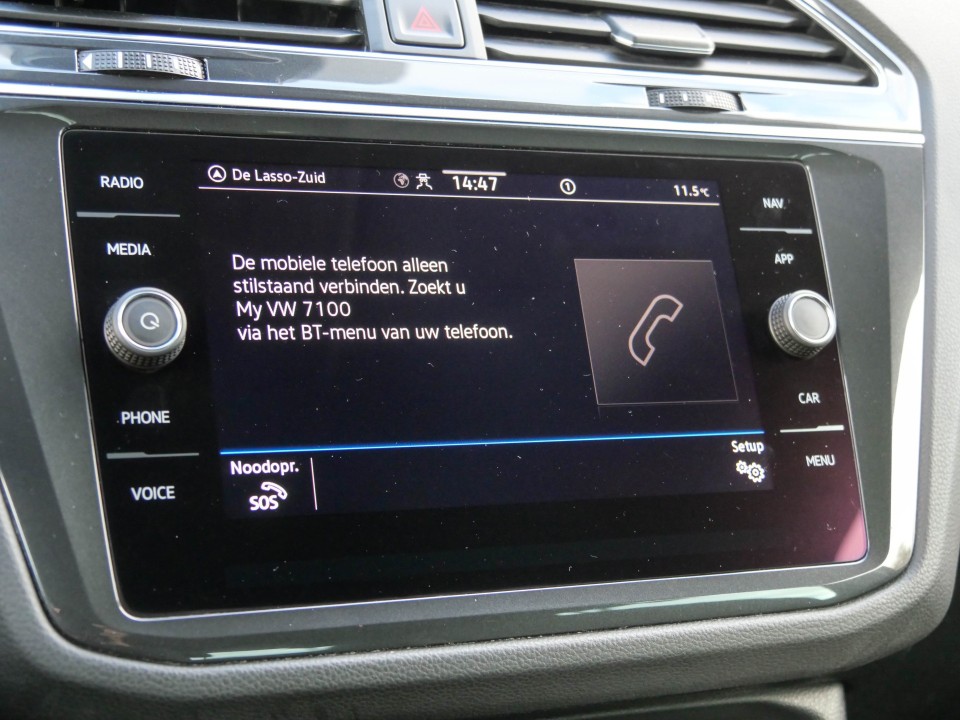 RADIO
MEDIA
PHONE
VOICE
De Lasso-Zuid
14:47
1
11.5°C
De mobiele telefoon alleen
stilstaand verbinden. Zoekt u
My VW 7100
via het BT-menu van uw telefoon.
Noodopr.
SOS
Setup
NAV
APP
CAR
MENU